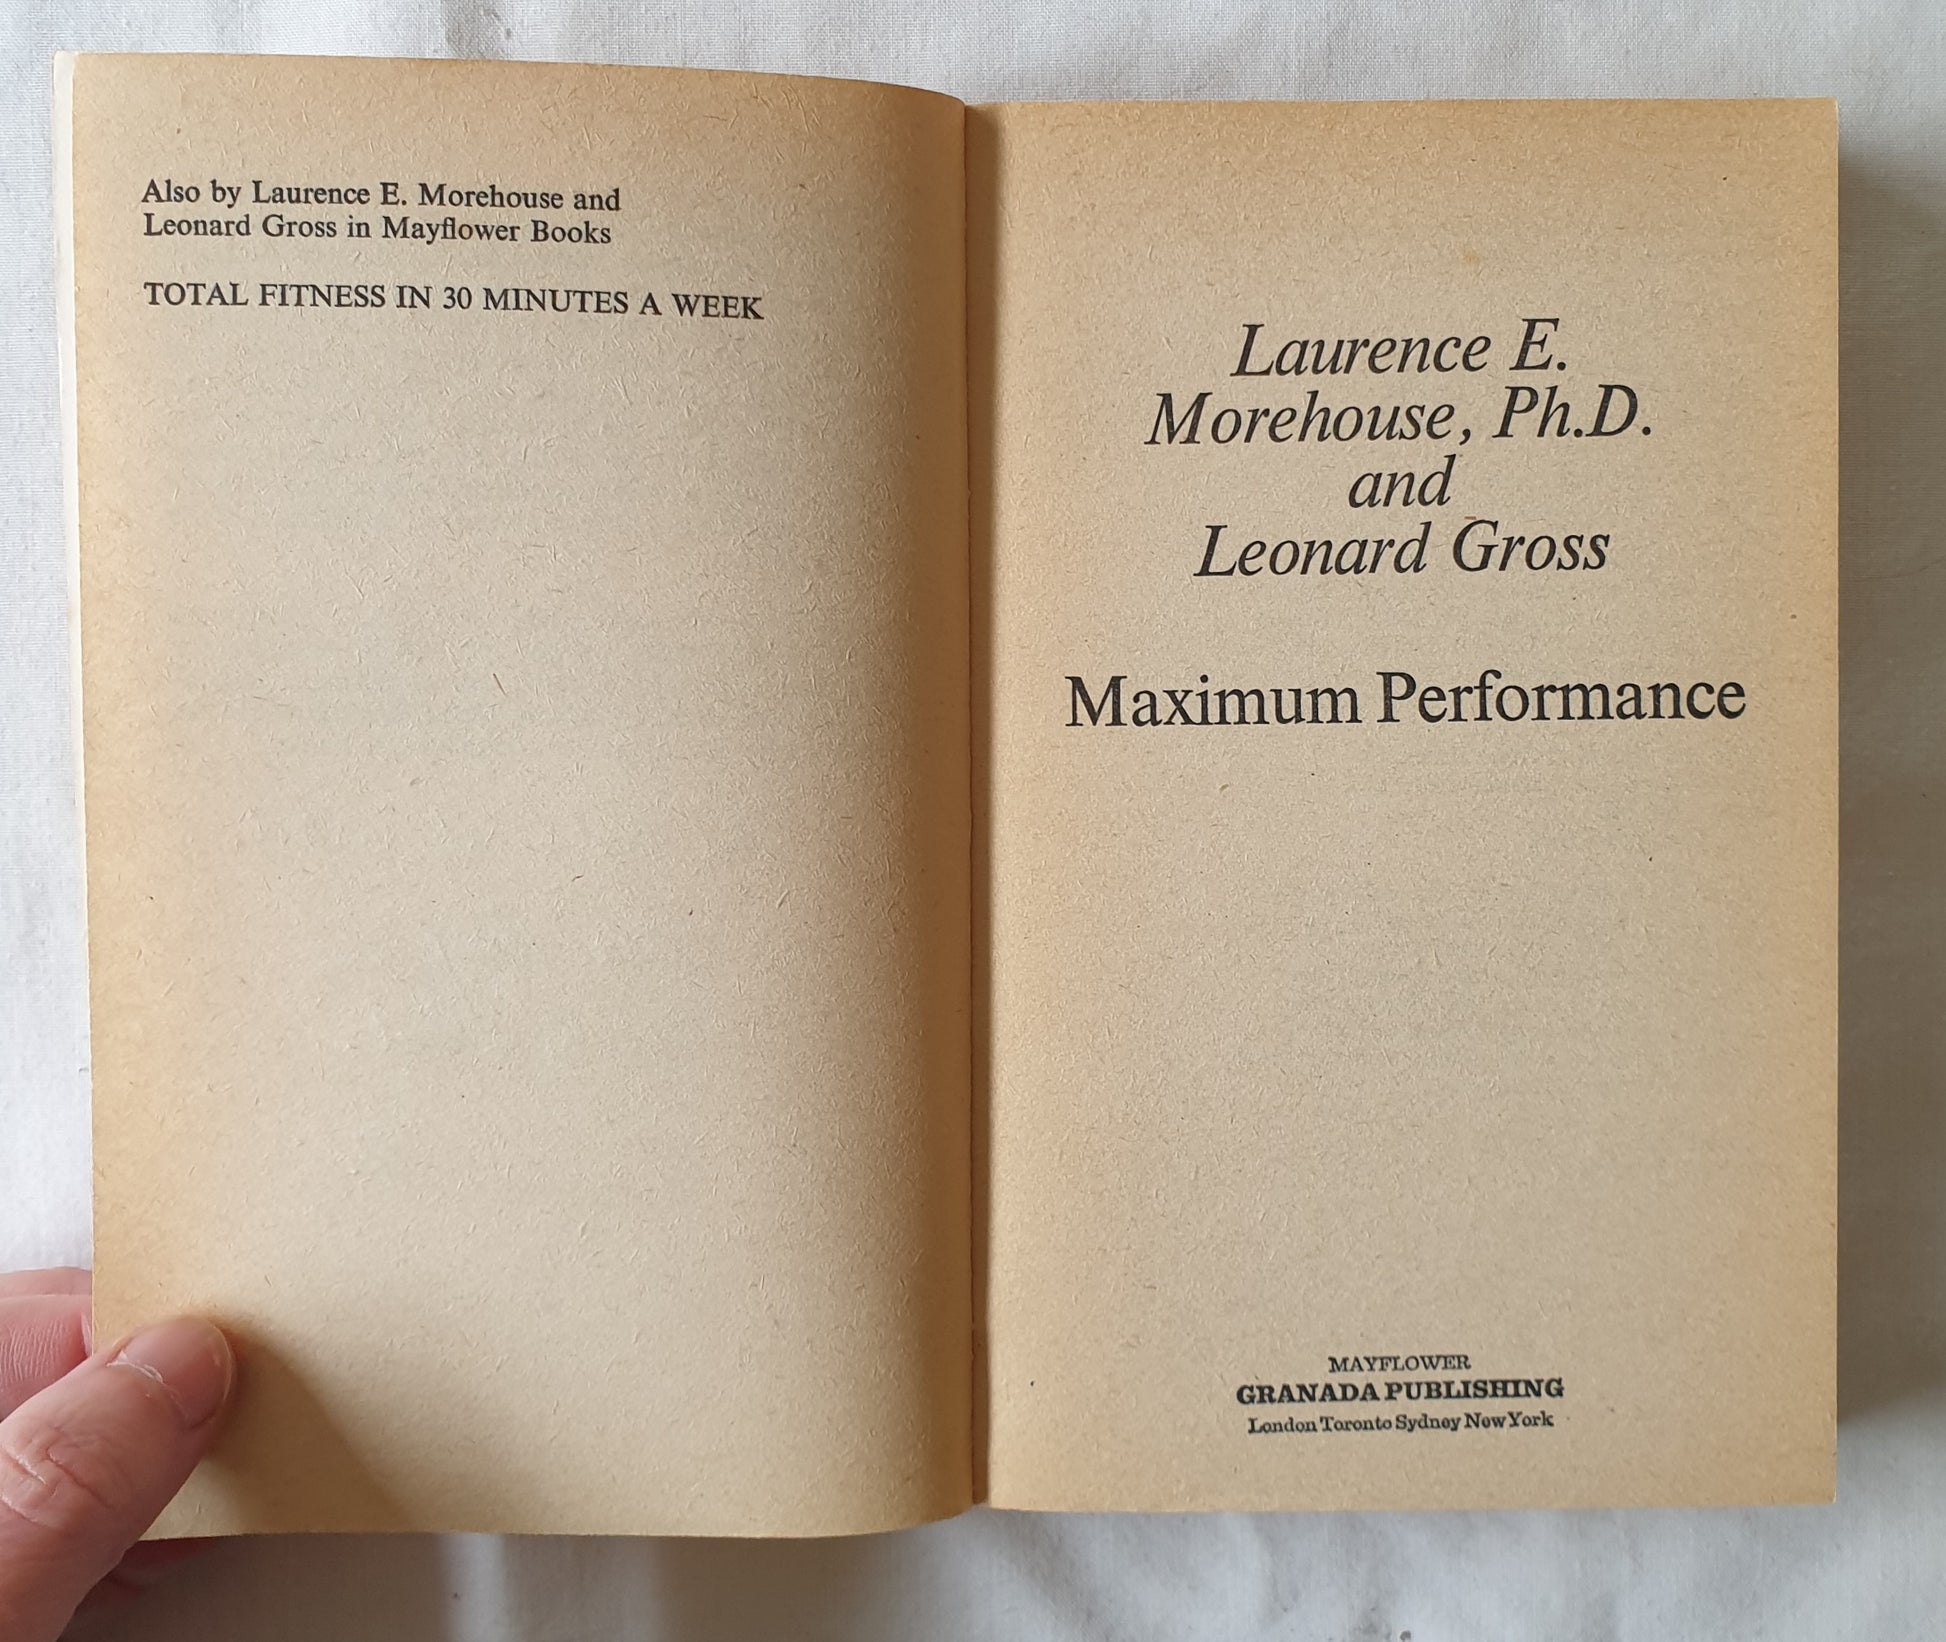 Also by Laurence E. Morehouse and
Leonard Gross in Mayflower Books
TOTAL FITNESS IN 30 MINUTES A WEEK
Laurence E.
Morehouse, Ph.D.
and
Leonard Gross
Maximum Performance
MAYFLOWER
GRANADA PUBLISHING
London Toronto Sydney New York